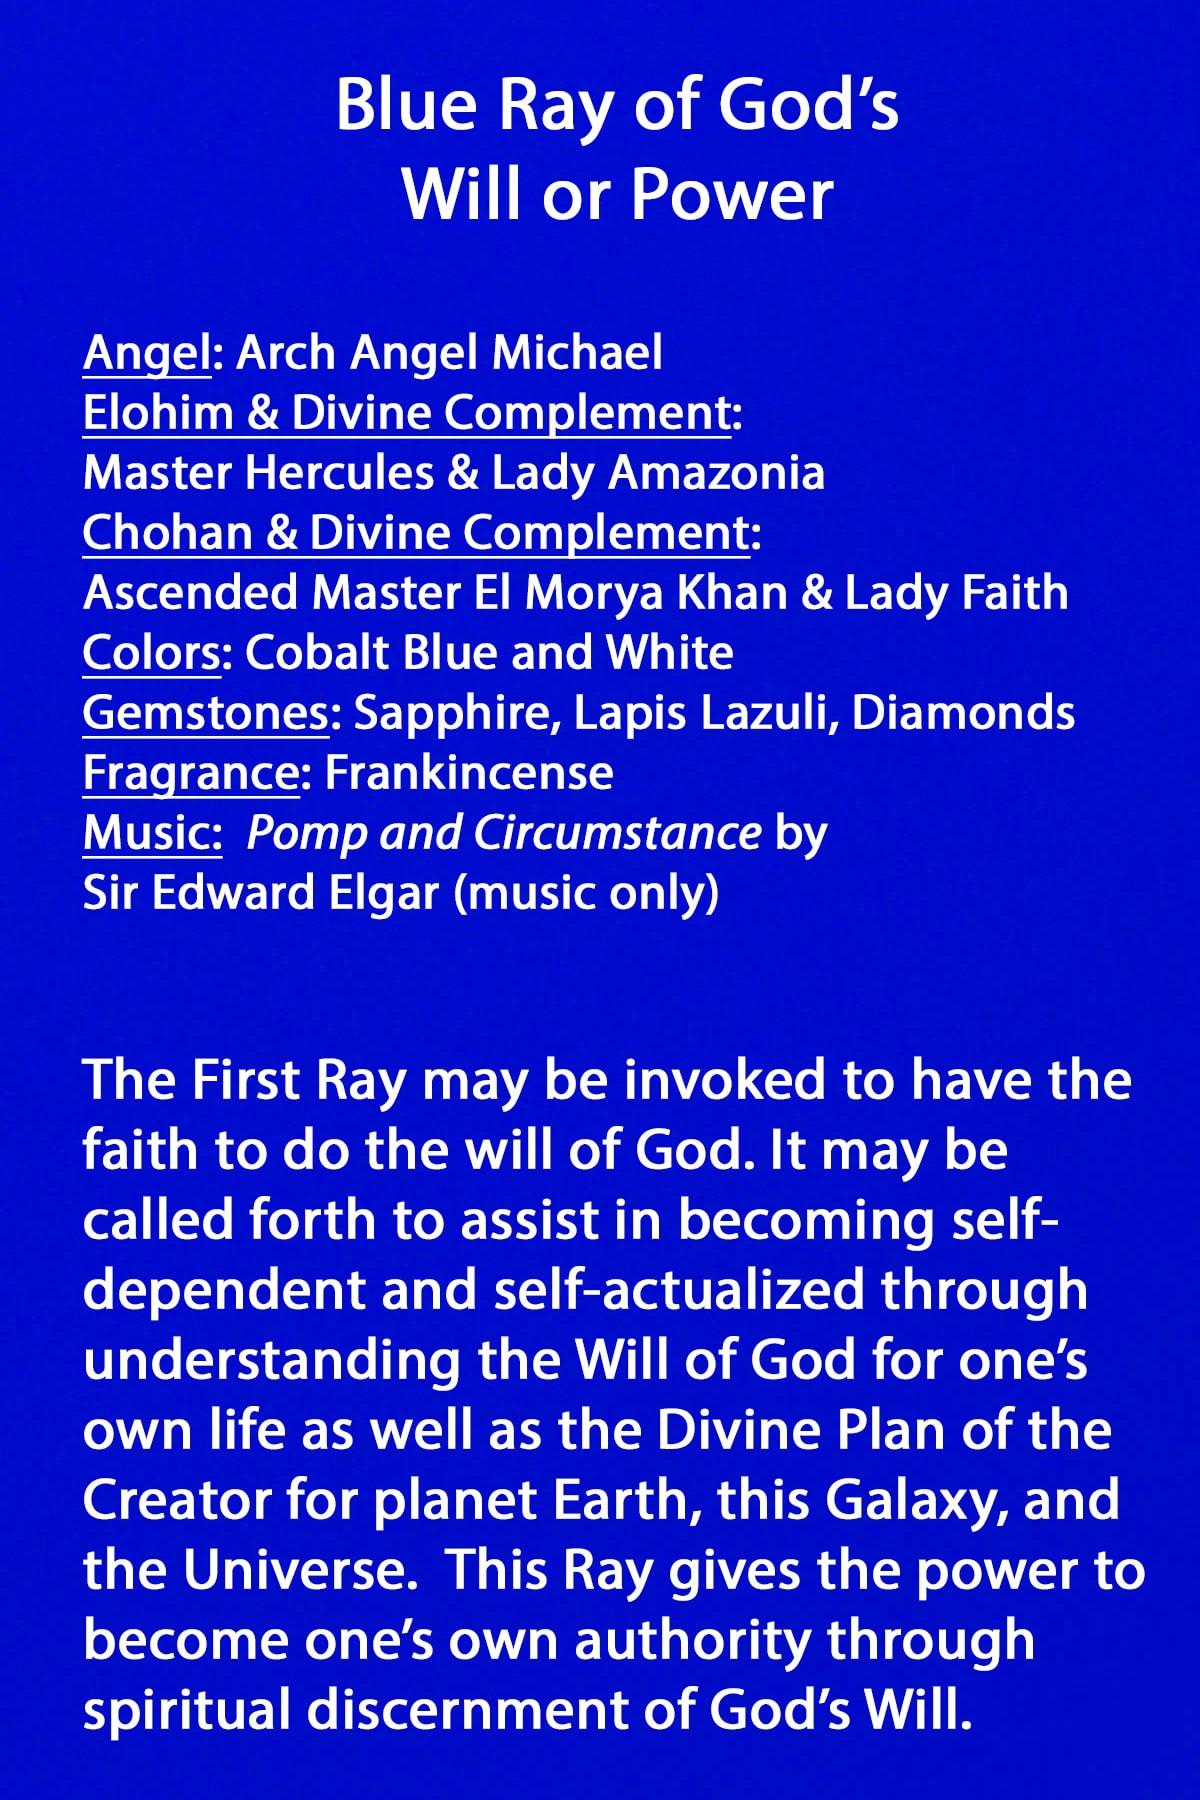 Blue Ray of God’s
Will or Power
Angel: Arch Angel Michael
Elohim & Divine Complement:
Master Hercules & Lady Amazonia
Chohan & Divine Complement:
Ascended Master El Morya Khan & Lady Faith
Colors: Cobalt Blue and White
Gemstones: Sapphire, Lapis Lazuli, Diamonds
Fragrance: Frankincense
Music:  Pomp and Circumstance by
Sir Edward Elgar (music only)
The First Ray may be invoked to have the
faith to do the will of God. It may be
called forth to assist in becoming self-
dependent and self-actualized through
understanding the Will of God for one’s
own life as well as the Divine Plan of the
Creator for planet Earth, this Galaxy, and
the Universe.  This Ray gives the power to
become one’s own authority through
spiritual discernment of God’s Will.